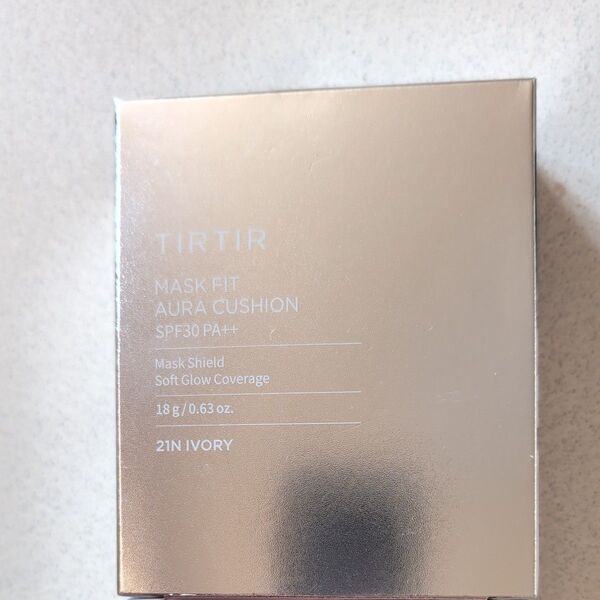 TIRTIR
MASK FIT
AURA CUSHION
SPF30 PA++
Mask Shield
Soft Glow Coverage
18 g / 0.63 oz.
21N IVORY